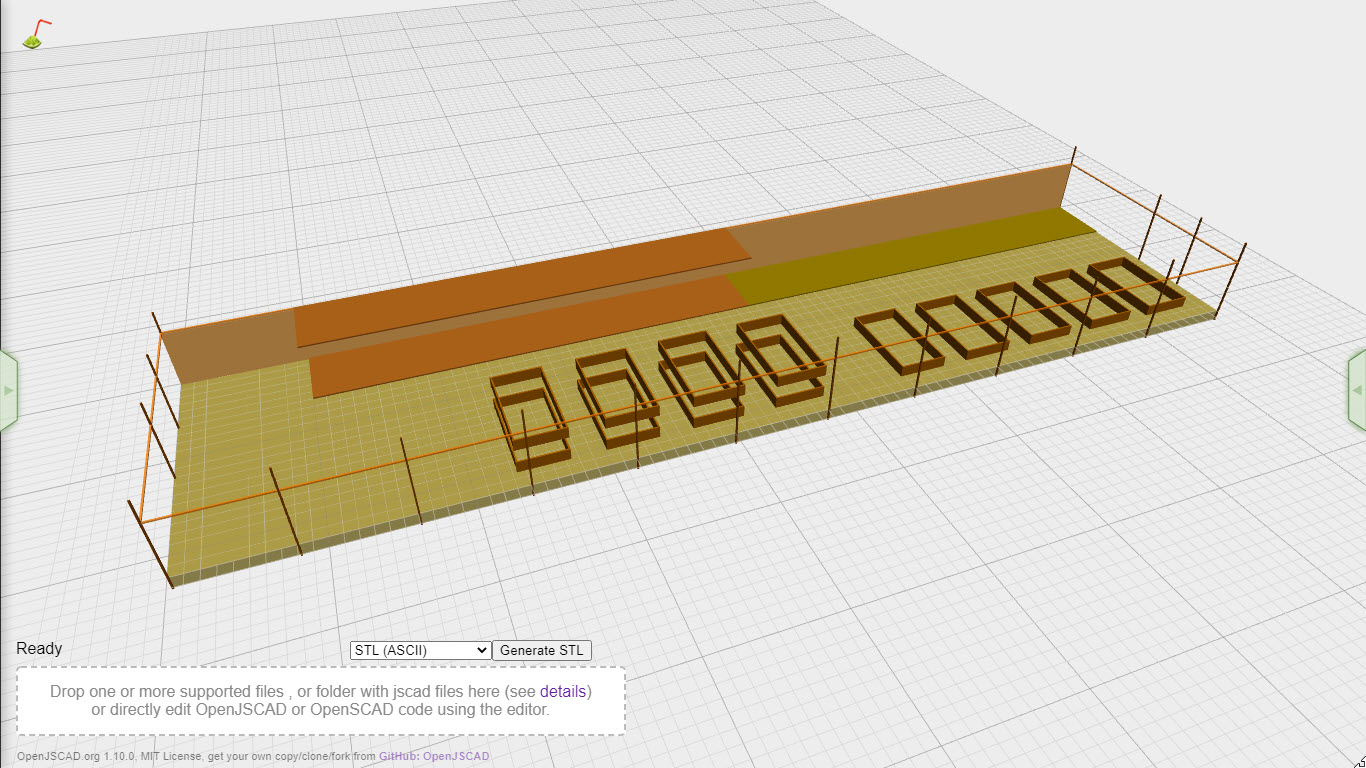 Ready
STL (ASCII) Generate STL
Drop one or more supported files , or folder with jscad files here (see details)
or directly edit OpenJSCAD or OpenSCAD code using the editor.
OpenJSCAD.org 1.10.0, MIT License, get your own copy/clone/fork from GitHub: OpenJSCAD